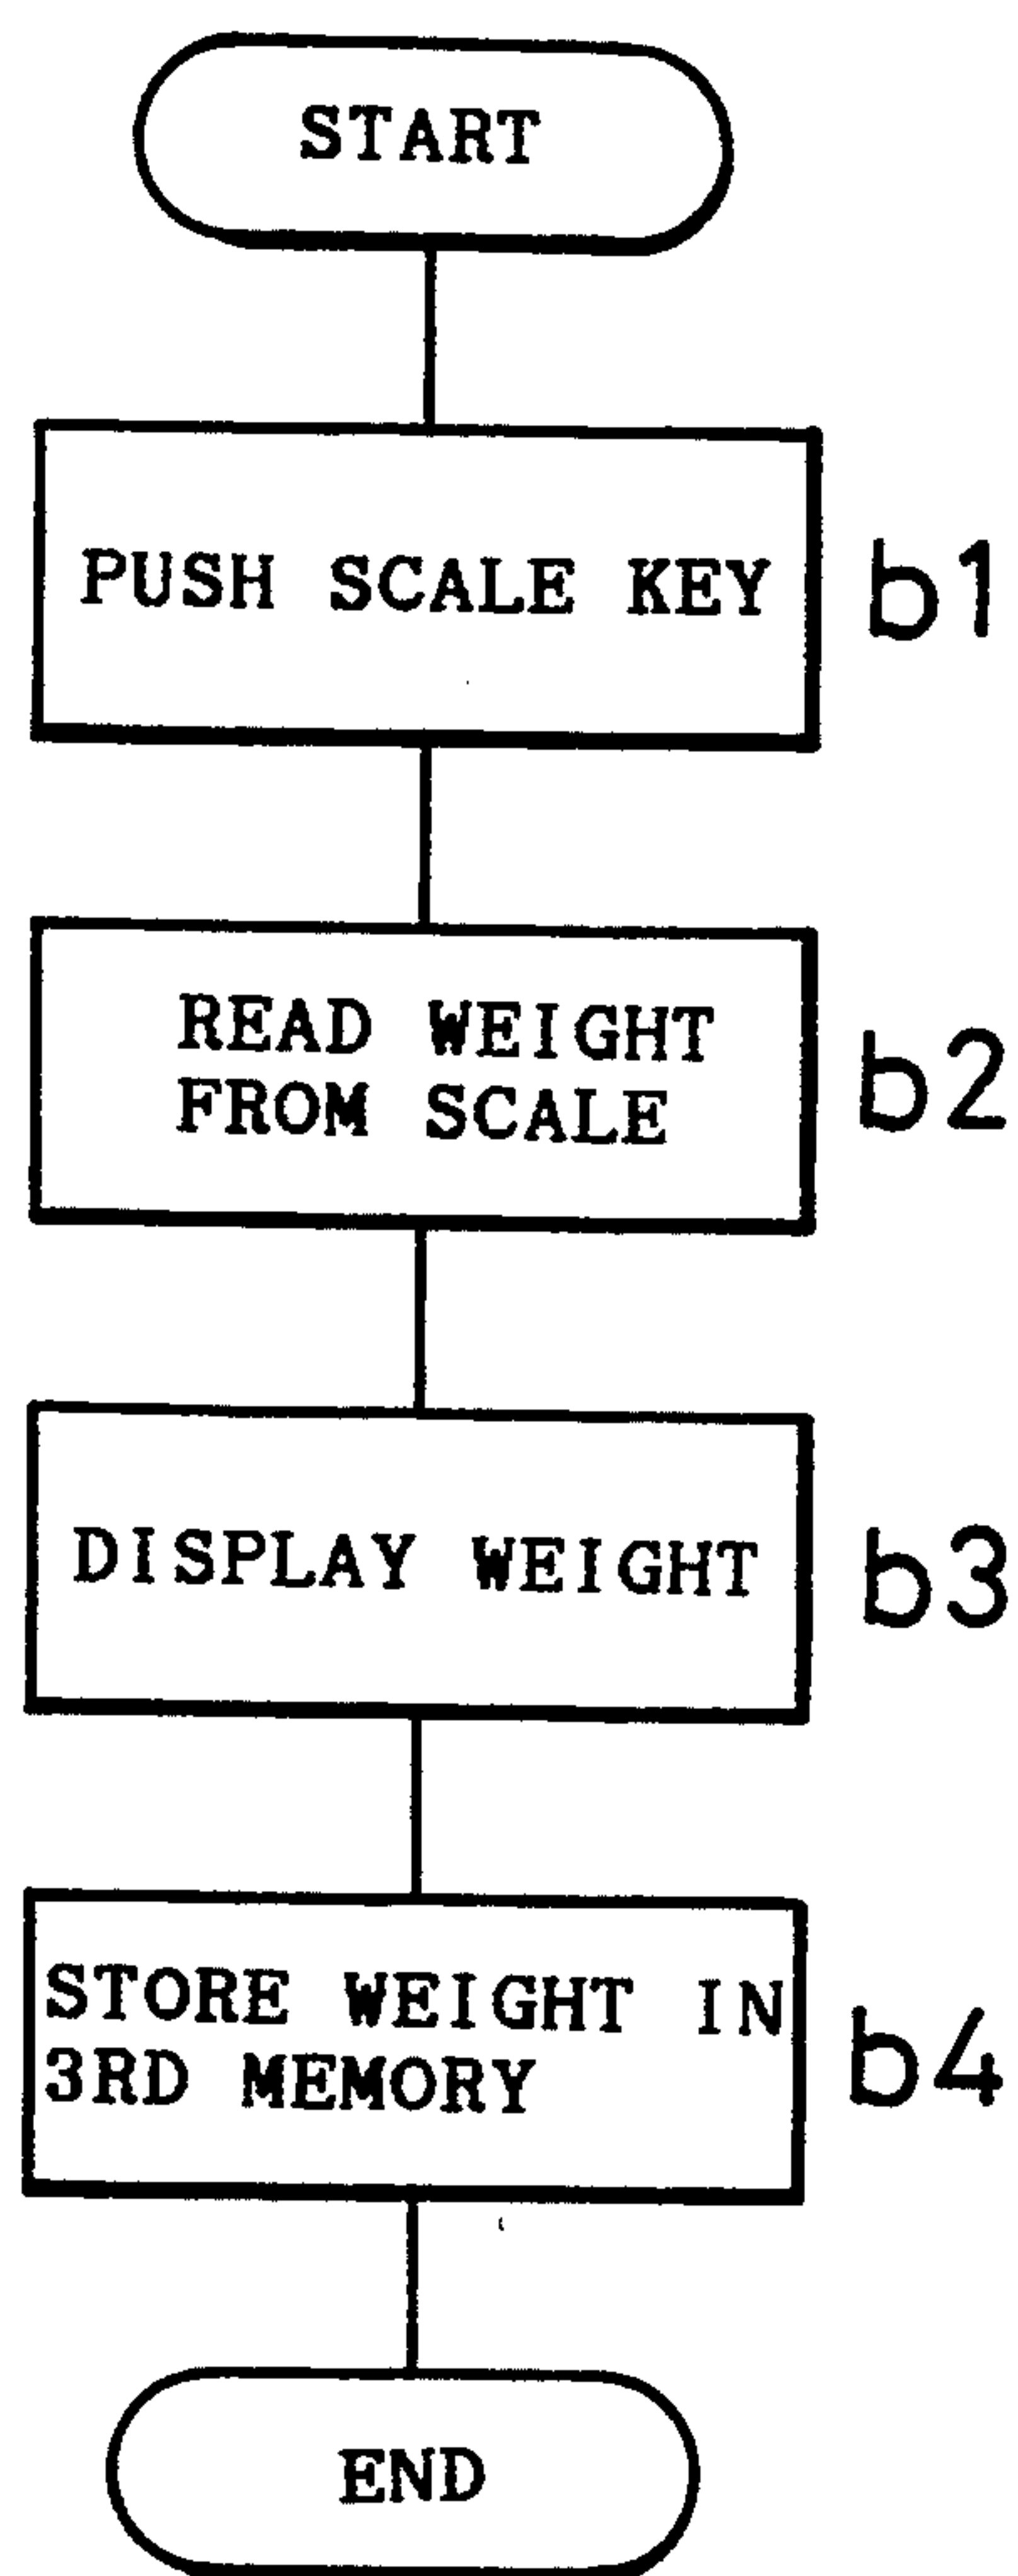 START
PUSH SCALE KEY
b1
READ WEIGHT
FROM SCALE
b2
DISPLAY WEIGHT
b3
STORE WEIGHT IN
3RD MEMORY
b4
END